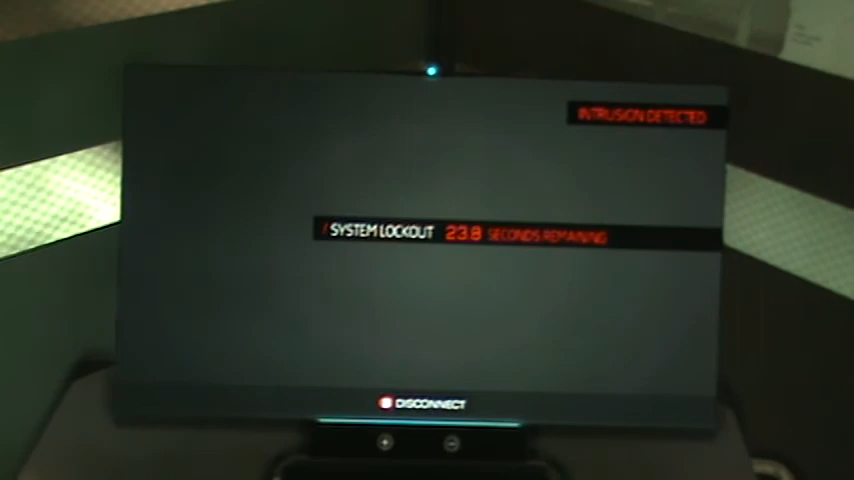 INTRUSION DETECTED
/ SYSTEM LOCKOUT 23.8 SECONDS REMAINING
DISCONNECT